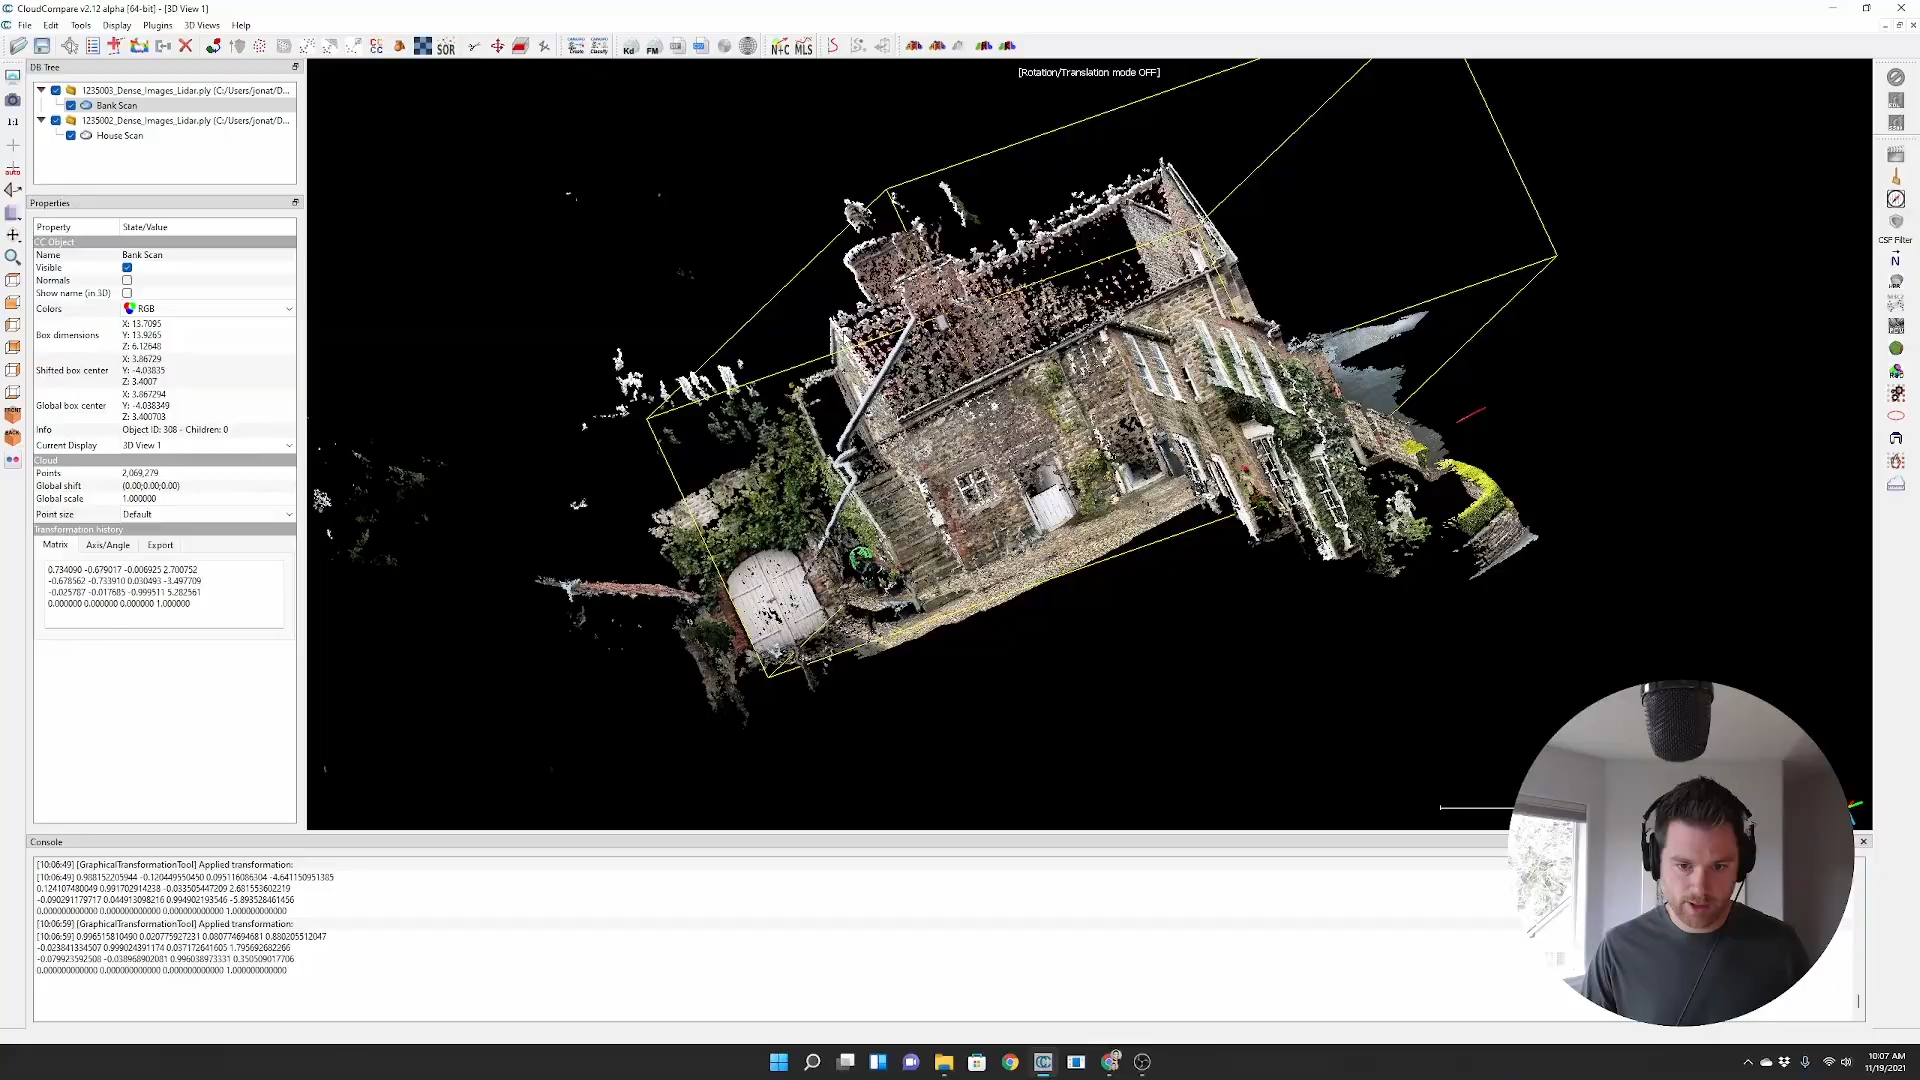 CloudCompare v2.12 alpha [64-bit] - [3D View 1]
File Edit Tools Display Plugins 3D Views Help
SOR Kd FM N+C MLS
DB Tree
1235003_Dense_Images_Lidar.ply (C:/Users/jonat/D...
Bank Scan
1235002_Dense_Images_Lidar.ply (C:/Users/jonat/D...
House Scan
1:1
auto
FRONT
BACK
Properties
Property State/Value
CC Object
Name Bank Scan
Visible
Normals
Show name (in 3D)
Colors RGB
Box dimensions
X: 13.7095
Y: 13.9265
Z: 6.12648
Shifted box center
X: 3.86729
Y: -4.03835
Z: 3.4007
Global box center
X: 3.867294
Y: -4.038349
Z: 3.400703
Info Object ID: 308 - Children: 0
Current Display 3D View 1
Cloud
Points 2,069,279
Global shift (0.00;0.00;0.00)
Global scale 1.000000
Point size Default
Transformation history
Matrix Axis/Angle Export
0.734090 -0.679017 -0.006925 2.700752
-0.678562 -0.733910 0.030493 -3.497709
-0.025787 -0.017685 -0.999511 5.282561
0.000000 0.000000 0.000000 1.000000
[Rotation/Translation mode OFF]
CSF Filter
N
Console
[10:06:49] [GraphicalTransformationTool] Applied transformation:
[10:06:49] 0.988152205944 -0.120449550450 0.095116086304 -4.641150951385
0.124107480049 0.991702914238 -0.033505447209 2.681553602219
-0.090291179717 0.044913098216 0.994902193546 -5.893528461456
0.000000000000 0.000000000000 0.000000000000 1.000000000000
[10:06:59] [GraphicalTransformationTool] Applied transformation:
[10:06:59] 0.996515810490 0.020775927231 0.080774694681 0.880205512047
-0.023841334507 0.999024391174 0.037172641605 1.795692682266
-0.079923592508 -0.038968902081 0.996038973331 0.350509017706
0.000000000000 0.000000000000 0.000000000000 1.000000000000
10:07 AM
11/19/2021